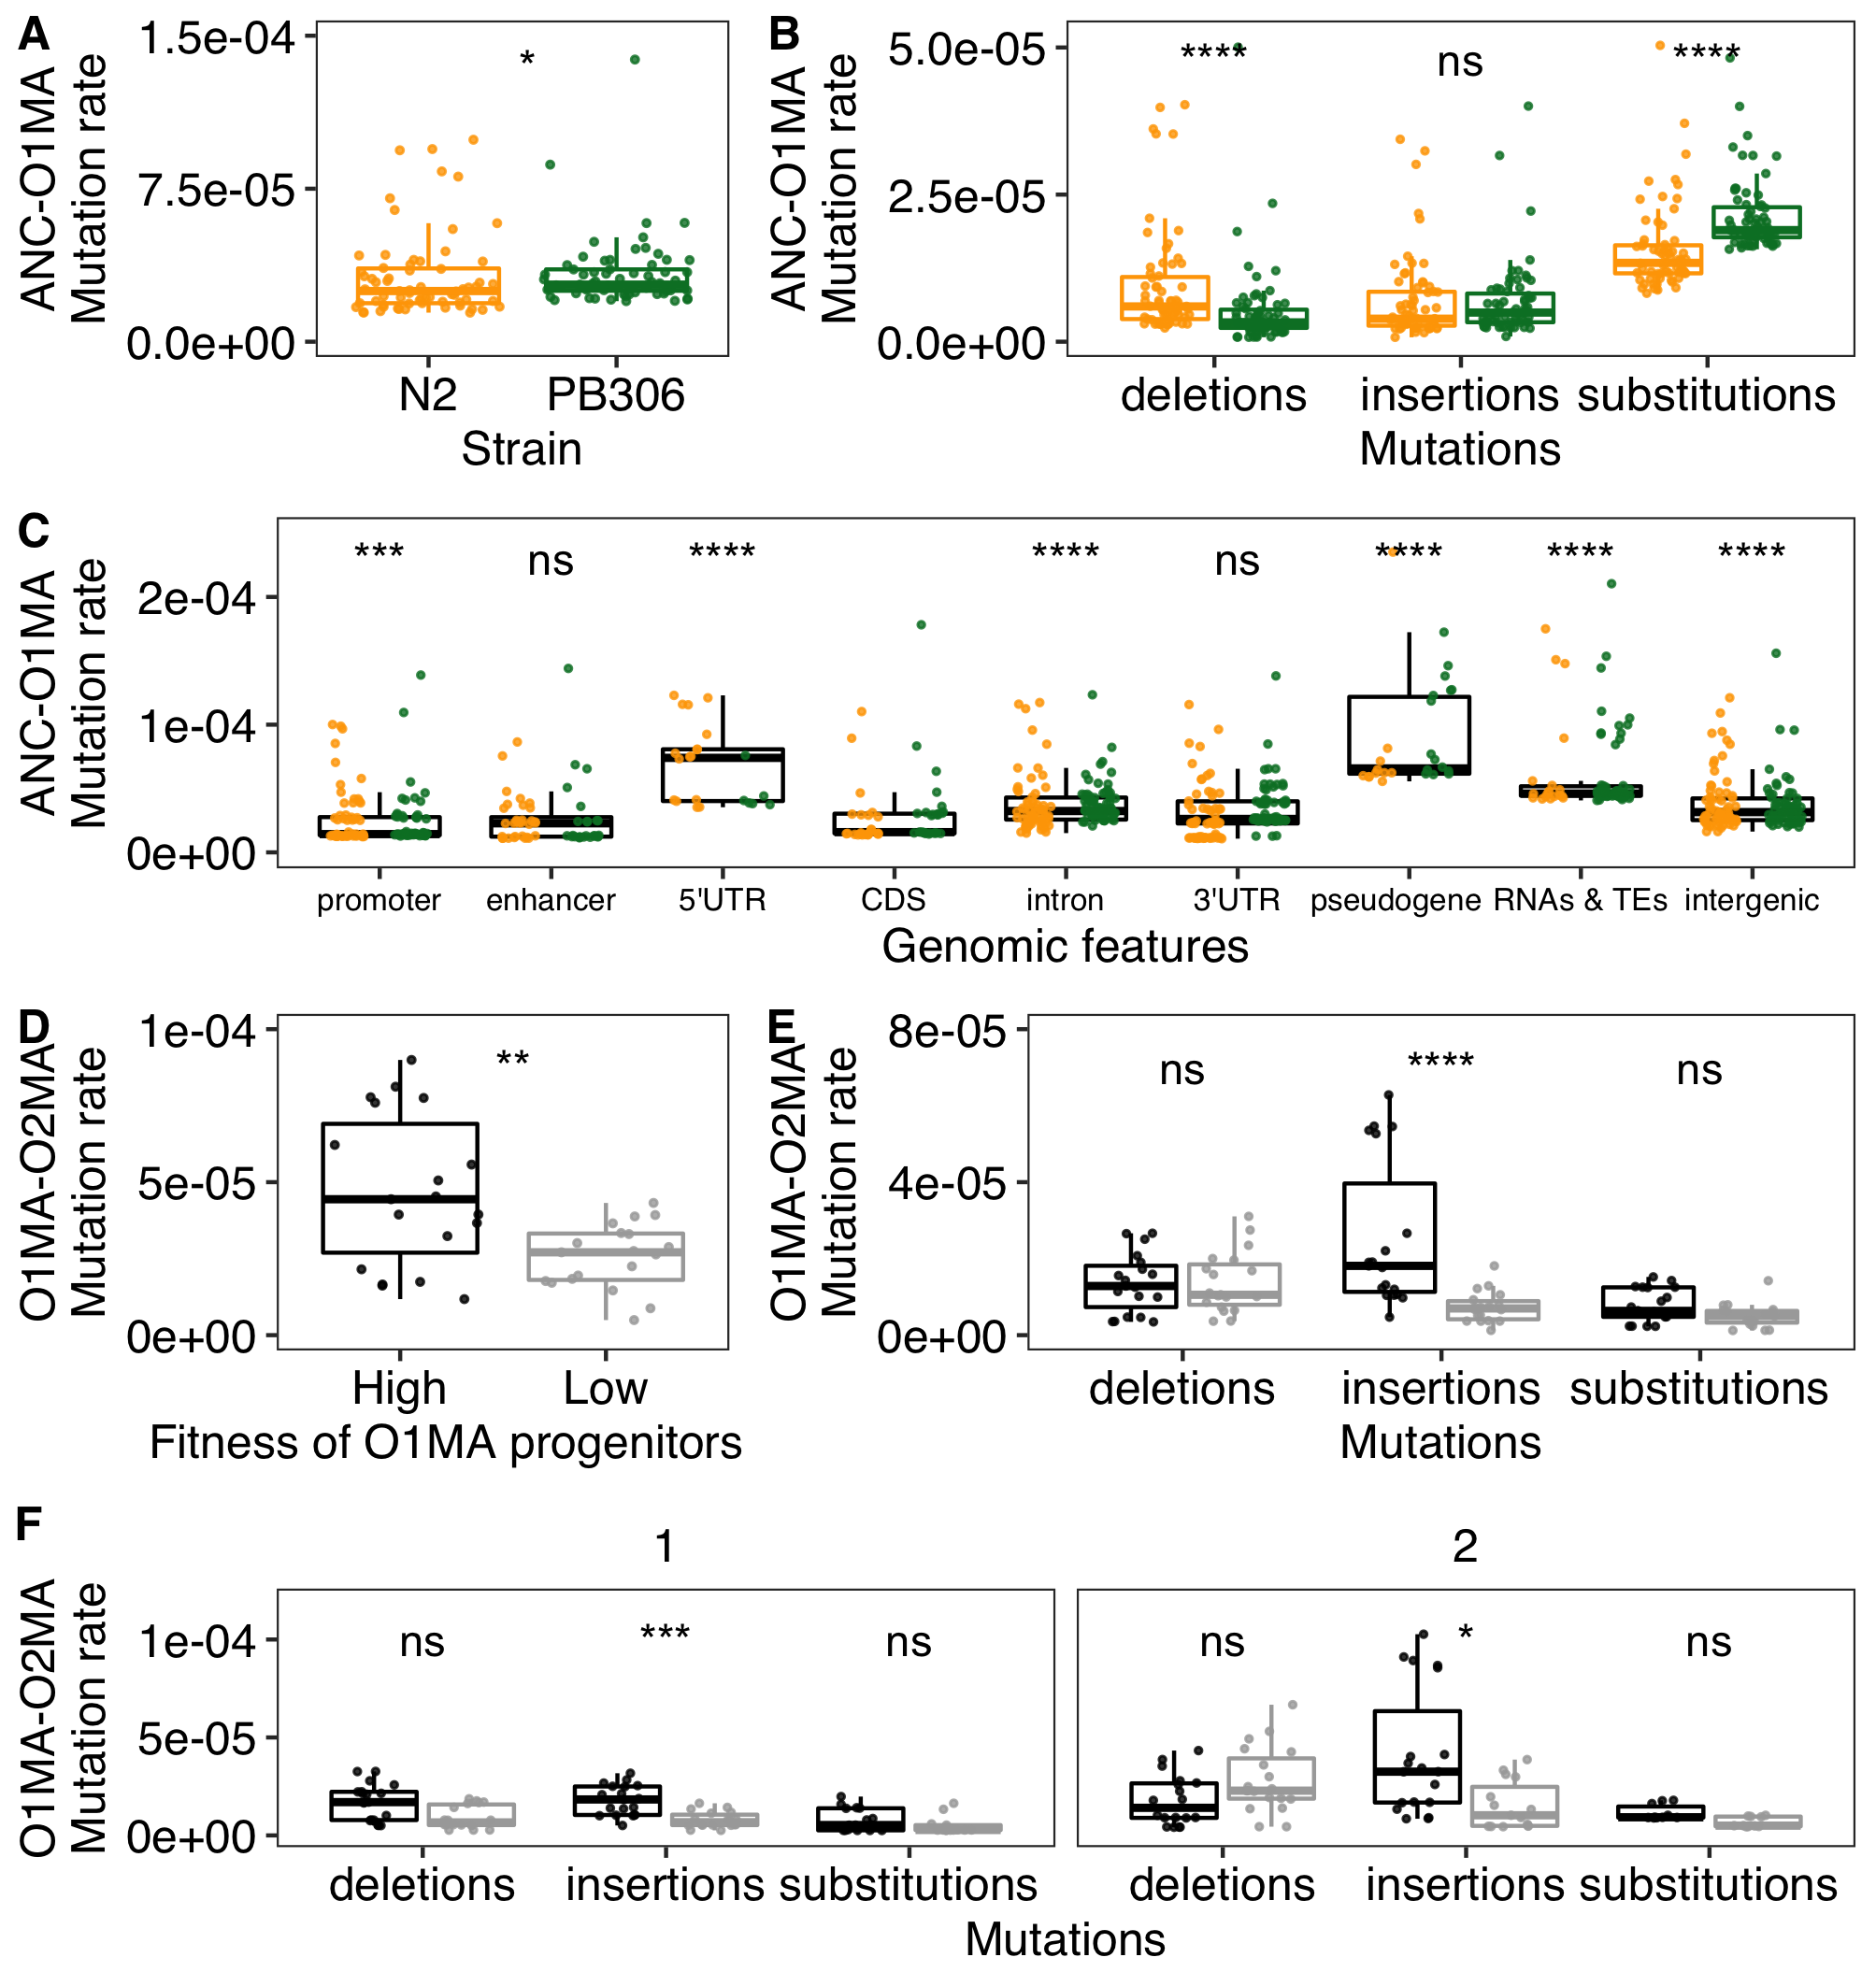 A
ANC-O1MA
Mutation rate
1.5e-04
7.5e-05
0.0e+00
*
N2
PB306
Strain
B
ANC-O1MA
Mutation rate
5.0e-05
2.5e-05
0.0e+00
****
ns
****
deletions
insertions
substitutions
Mutations
C
ANC-O1MA
Mutation rate
2e-04
1e-04
0e+00
***
ns
****
****
ns
****
****
****
promoter
enhancer
5'UTR
CDS
intron
3'UTR
pseudogene
RNAs & TEs
intergenic
Genomic features
D
O1MA-O2MA
Mutation rate
1e-04
5e-05
0e+00
**
High
Low
Fitness of O1MA progenitors
E
O1MA-O2MA
Mutation rate
8e-05
4e-05
0e+00
ns
****
ns
deletions
insertions
substitutions
Mutations
F
O1MA-O2MA
Mutation rate
1e-04
5e-05
0e+00
1
ns
***
ns
deletions
insertions
substitutions
2
ns
*
ns
deletions
insertions
substitutions
Mutations